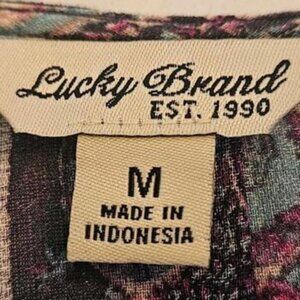 Lucky Brand
EST. 1990
M
MADE IN
INDONESIA